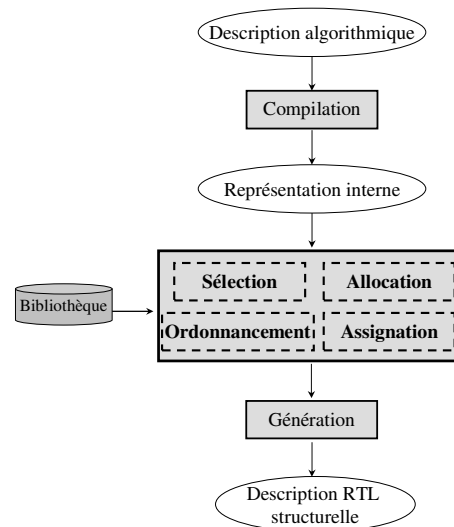 Description algorithmique
Compilation
Représentation interne
Sélection
Allocation
Bibliothèque
Ordonnancement
Assignation
Génération
Description RTL
structurelle